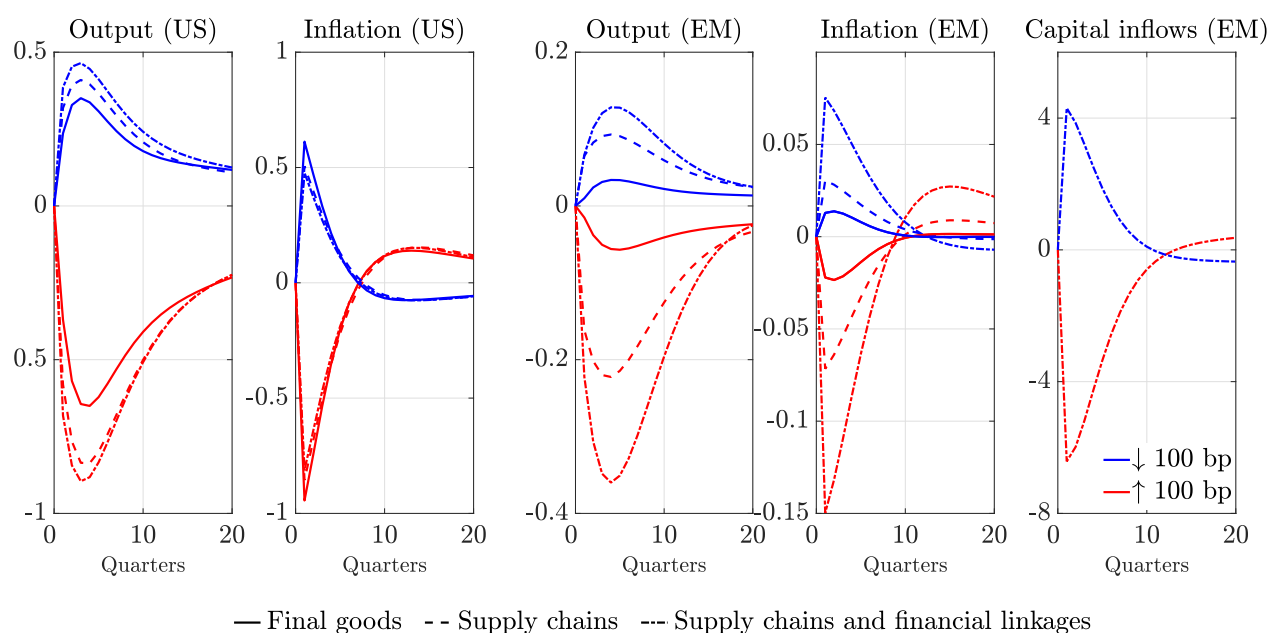 Output (US)
0.5
0
0.5
-1
0 10 20
Quarters
Inflation (US)
1
0.5
0
-0.5
-1
0 10 20
Quarters
Output (EM)
0.2
0
-0.2
-0.4
0 10 20
Quarters
Inflation (EM)
0.05
0
-0.05
-0.1
-0.15
0 10 20
Quarters
Capital inflows (EM)
4
0
-4
-8
0 10 20
Quarters
↓ 100 bp
↑ 100 bp
Final goods Supply chains Supply chains and financial linkages